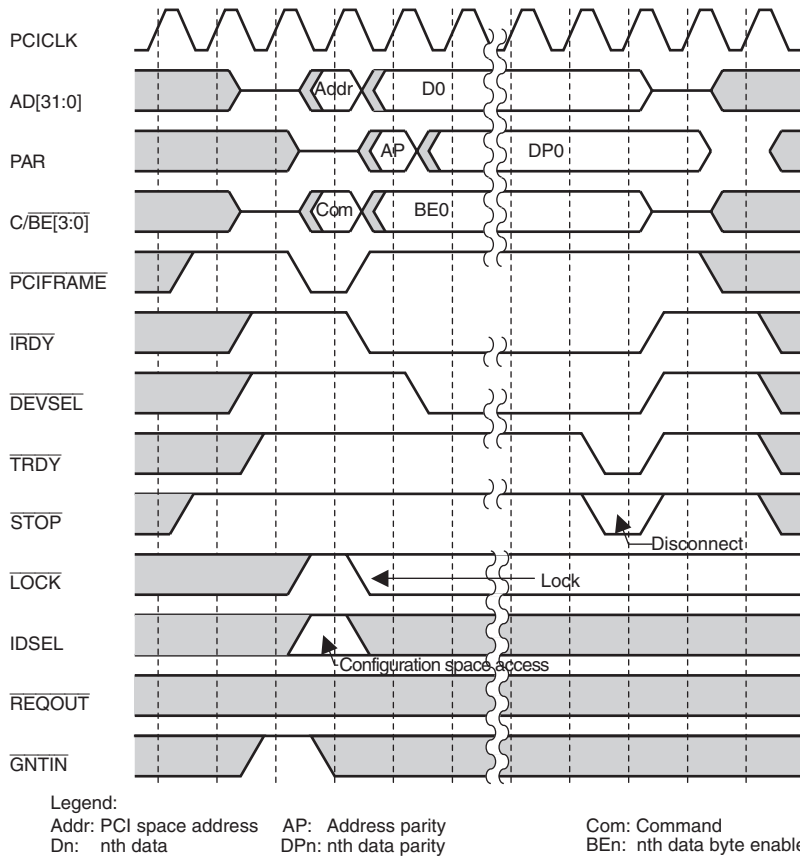 PCICLK
AD[31:0] Addr D0
PAR AP DP0
C/BE[3:0] Com BE0
PCIFRAME
IRDY
DEVSEL
TRDY
STOP
Disconnect
LOCK Lock
IDSEL
Configuration space access
REQOUT
GNTIN
Legend:
Addr: PCI space address AP: Address parity Com: Command
Dn: nth data DPn: nth data parity BEn: nth data byte enable